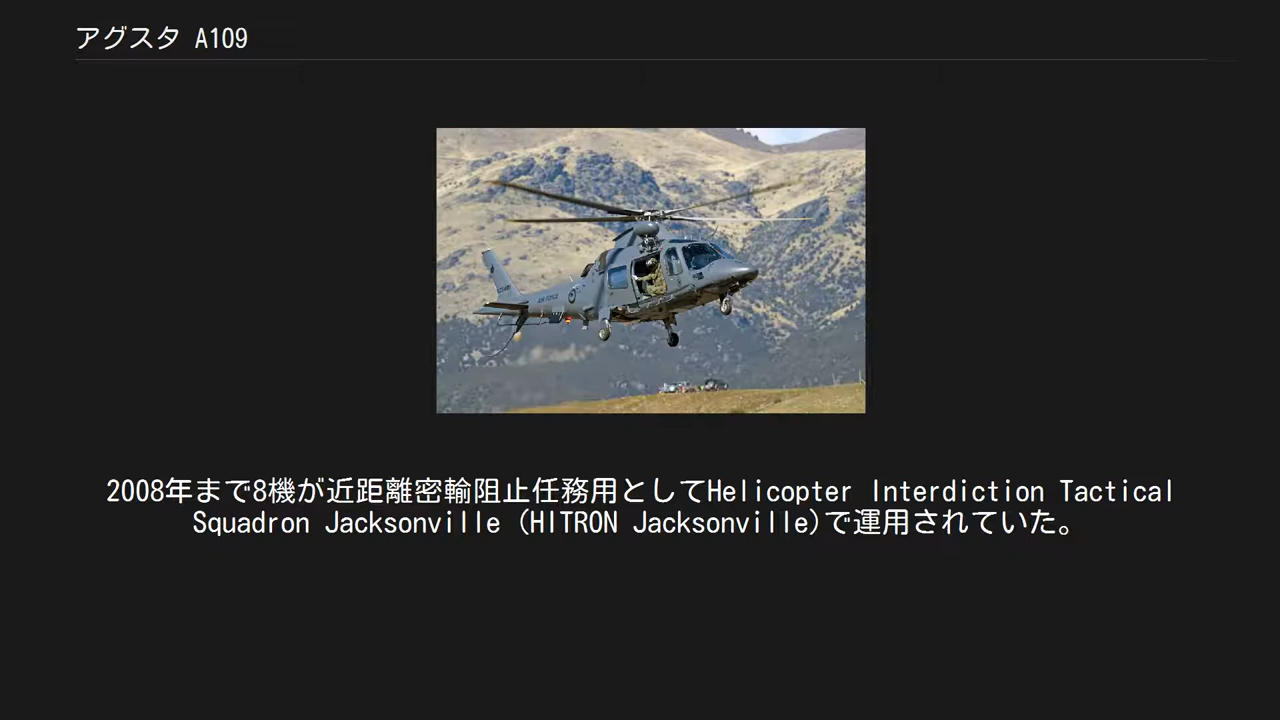 アグスタ A109
2008年まで8機が近距離密輸阻止任務用としてHelicopter Interdiction Tactical
Squadron Jacksonville (HITRON Jacksonville)で運用されていた。